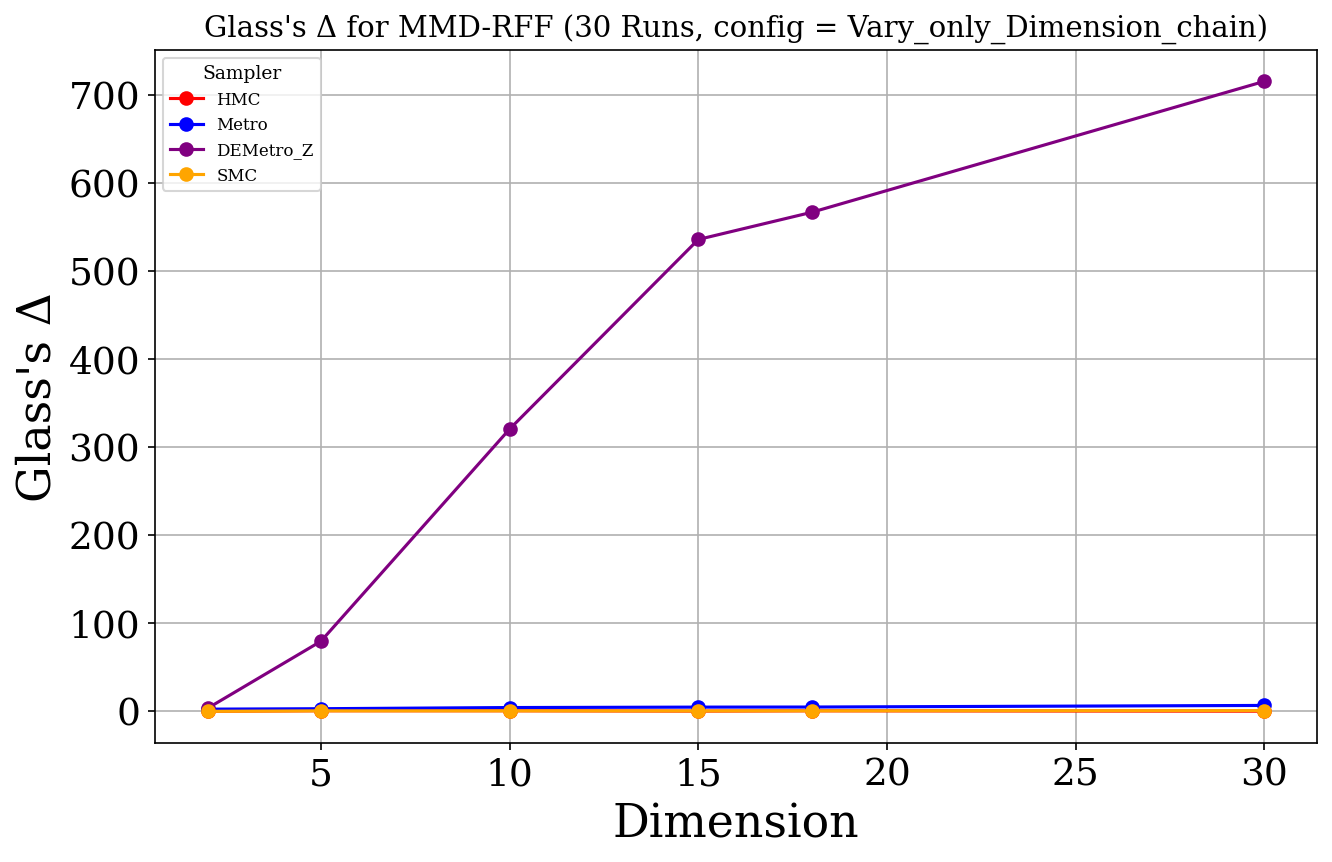 Glass's Δ for MMD-RFF (30 Runs, config = Vary_only_Dimension_chain)
Sampler
HMC
Metro
DEMetro_Z
SMC
Glass's Δ
700
600
500
400
300
200
100
0
5 10 15 20 25 30
Dimension